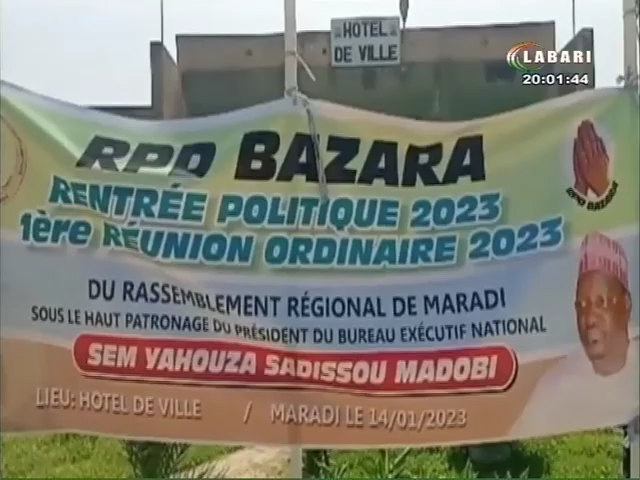 HOTEL
DE VILLE
LABARI
20:01:44
RPD BAZARA
RENTRÉE POLITIQUE 2023
1ère RÉUNION ORDINAIRE 2023
RPD BAZARA
DU RASSEMBLEMENT RÉGIONAL DE MARADI
SOUS LE HAUT PATRONAGE DU PRÉSIDENT DU BUREAU EXÉCUTIF NATIONAL
SEM YAHOUZA SADISSOU MADOBI
LIEU: HOTEL DE VILLE / MARADI LE 14/01/2023